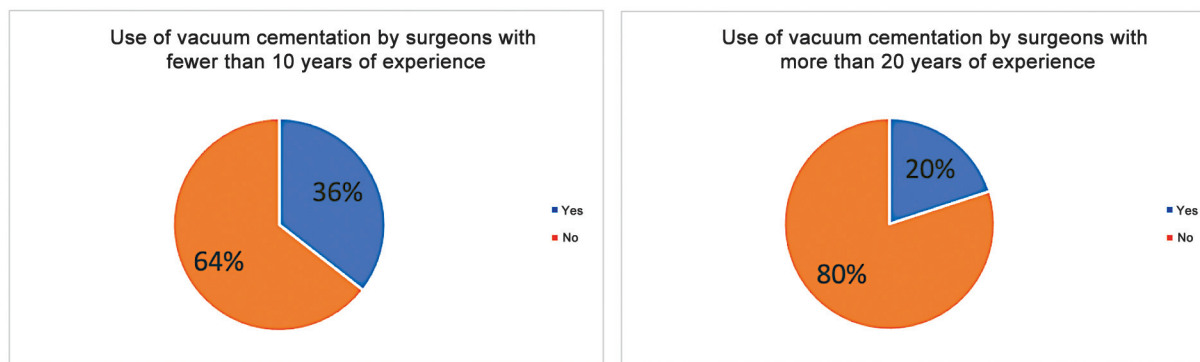 Use of vacuum cementation by surgeons with
fewer than 10 years of experience
36%
64%
Yes
No
Use of vacuum cementation by surgeons with
more than 20 years of experience
20%
80%
Yes
No